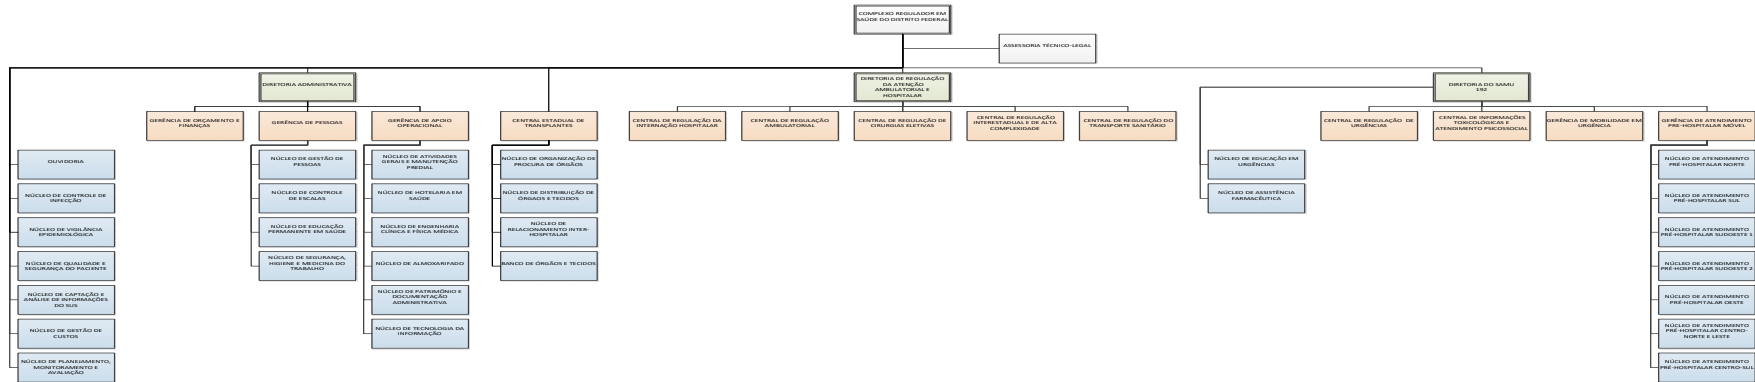 COMPLEXO REGULADOR EM
SAÚDE DO DISTRITO FEDERAL
ASSESSORIA TÉCNICO-LEGAL
DIRETORIA ADMINISTRATIVA
DIRETORIA DE REGULAÇÃO
DA ATENÇÃO
AMBULATORIAL E
HOSPITALAR
DIRETORIA DO SAMU
192
GERÊNCIA DE ORÇAMENTO E
FINANÇAS
GERÊNCIA DE PESSOAS
GERÊNCIA DE APOIO
OPERACIONAL
CENTRAL ESTADUAL DE
TRANSPLANTES
CENTRAL DE REGULAÇÃO DA
INTERNAÇÃO HOSPITALAR
CENTRAL DE REGULAÇÃO
AMBULATORIAL
CENTRAL DE REGULAÇÃO DE
CIRURGIAS ELETIVAS
CENTRAL DE REGULAÇÃO
INTERESTADUAL E DE ALTA
COMPLEXIDADE
CENTRAL DE REGULAÇÃO DO
TRANSPORTE SANITÁRIO
CENTRAL DE REGULAÇÃO DE
URGÊNCIAS
CENTRAL DE INFORMAÇÕES
TOXICOLÓGICAS E
ATENDIMENTO PSICOSSOCIAL
GERÊNCIA DE MOBILIDADE EM
URGÊNCIA
GERÊNCIA DE ATENDIMENTO
PRE-HOSPITALAR MÓVEL
OUVIDORIA
NÚCLEO DE CONTROLE DE
INFECÇÃO
NÚCLEO DE VIGILÂNCIA
EPIDEMIOLÓGICA
NÚCLEO DE QUALIDADE E
SEGURANÇA DO PACIENTE
NÚCLEO DE CAPTAÇÃO E
ANÁLISE DE INFORMAÇÕES
DO SUS
NÚCLEO DE GESTÃO DE
CUSTOS
NÚCLEO DE PLANEJAMENTO,
MONITORAMENTO E
AVALIAÇÃO
NÚCLEO DE GESTÃO DE
PESSOAS
NÚCLEO DE CONTROLE
DE ESCALAS
NÚCLEO DE EDUCAÇÃO
PERMANENTE EM SAÚDE
NÚCLEO DE SEGURANÇA,
HIGIENE E MEDICINA DO
TRABALHO
NÚCLEO DE ATIVIDADES
GERAIS E MANUTENÇÃO
PREDIAL
NÚCLEO DE HOTELARIA EM
SAÚDE
NÚCLEO DE ENGENHARIA
CLÍNICA E FÍSICA MÉDICA
NÚCLEO DE ALMOXARIFADO
NÚCLEO DE PATRIMÔNIO E
DOCUMENTAÇÃO
ADMINISTRATIVA
NÚCLEO DE TECNOLOGIA DA
INFORMAÇÃO
NÚCLEO DE ORGANIZAÇÃO DE
PROCURA DE ÓRGÃOS
NÚCLEO DE DISTRIBUIÇÃO DE
ÓRGAOS E TECIDOS
NÚCLEO DE
RELACIONAMENTO INTER-
HOSPITALAR
BANCO DE ÓRGÃOS E TECIDOS
NÚCLEO DE EDUCAÇÃO EM
URGÊNCIAS
NÚCLEO DE ASSISTÊNCIA
FARMACÊUTICA
NÚCLEO DE ATENDIMENTO
PRÉ-HOSPITALAR NORTE
NÚCLEO DE ATENDIMENTO
PRÉ-HOSPITALAR SUL
NÚCLEO DE ATENDIMENTO
PRÉ-HOSPITALAR SUDOESTE 1
NÚCLEO DE ATENDIMENTO
PRÉ-HOSPITALAR SUDOESTE 2
NÚCLEO DE ATENDIMENTO
PRÉ-HOSPITALAR OESTE
NÚCLEO DE ATENDIMENTO
PRÉ-HOSPITALAR CENTRO-
NORTE E LESTE
NÚCLEO DE ATENDIMENTO
PRÉ-HOSPITALAR CENTRO-SUL